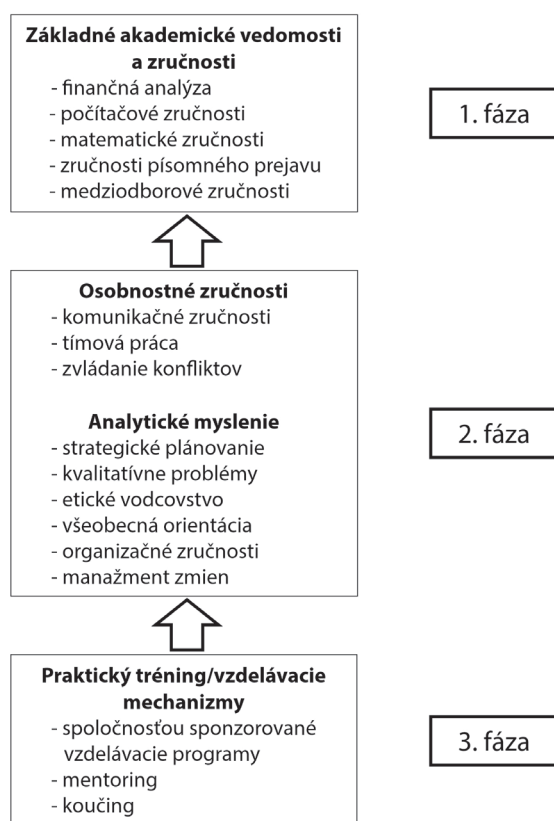 Základné akademické vedomosti
a zručnosti
- finančná analýza
- počítačové zručnosti
- matematické zručnosti
- zručnosti písomného prejavu
- medziodborové zručnosti
1. fáza
Osobnostné zručnosti
- komunikačné zručnosti
- tímová práca
- zvládanie konfliktov
Analytické myslenie
- strategické plánovanie
- kvalitatívne problémy
- etické vodcovstvo
- všeobecná orientácia
- organizačné zručnosti
- manažment zmien
2. fáza
Praktický tréning/vzdelávacie
mechanizmy
- spoločnosťou sponzorované
vzdelávacie programy
- mentoring
- koučing
3. fáza